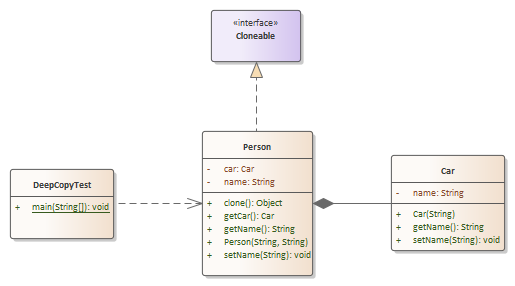 «interface»
Cloneable
Person
- car: Car
- name: String
+ clone(): Object
+ getCar(): Car
+ getName(): String
+ Person(String, String)
+ setName(String): void
DeepCopyTest
+ main(String[]): void
Car
- name: String
+ Car(String)
+ getName(): String
+ setName(String): void